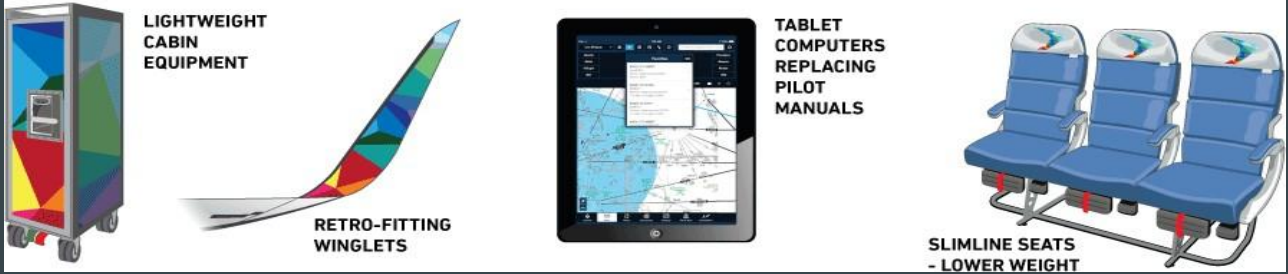 LIGHTWEIGHT
CABIN
EQUIPMENT
RETRO-FITTING
WINGLETS
TABLET
COMPUTERS
REPLACING
PILOT
MANUALS
SLIMLINE SEATS
- LOWER WEIGHT